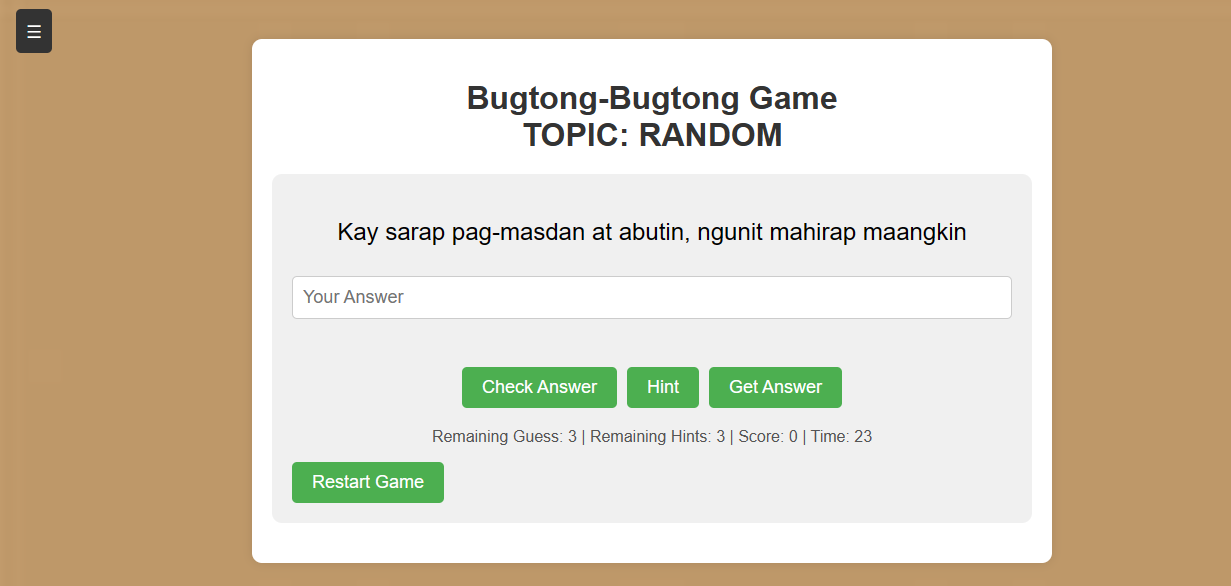 ☰
Bugtong-Bugtong Game
TOPIC: RANDOM
Kay sarap pag-masdan at abutin, ngunit mahirap maangkin
Your Answer
Check Answer Hint Get Answer
Remaining Guess: 3 | Remaining Hints: 3 | Score: 0 | Time: 23
Restart Game